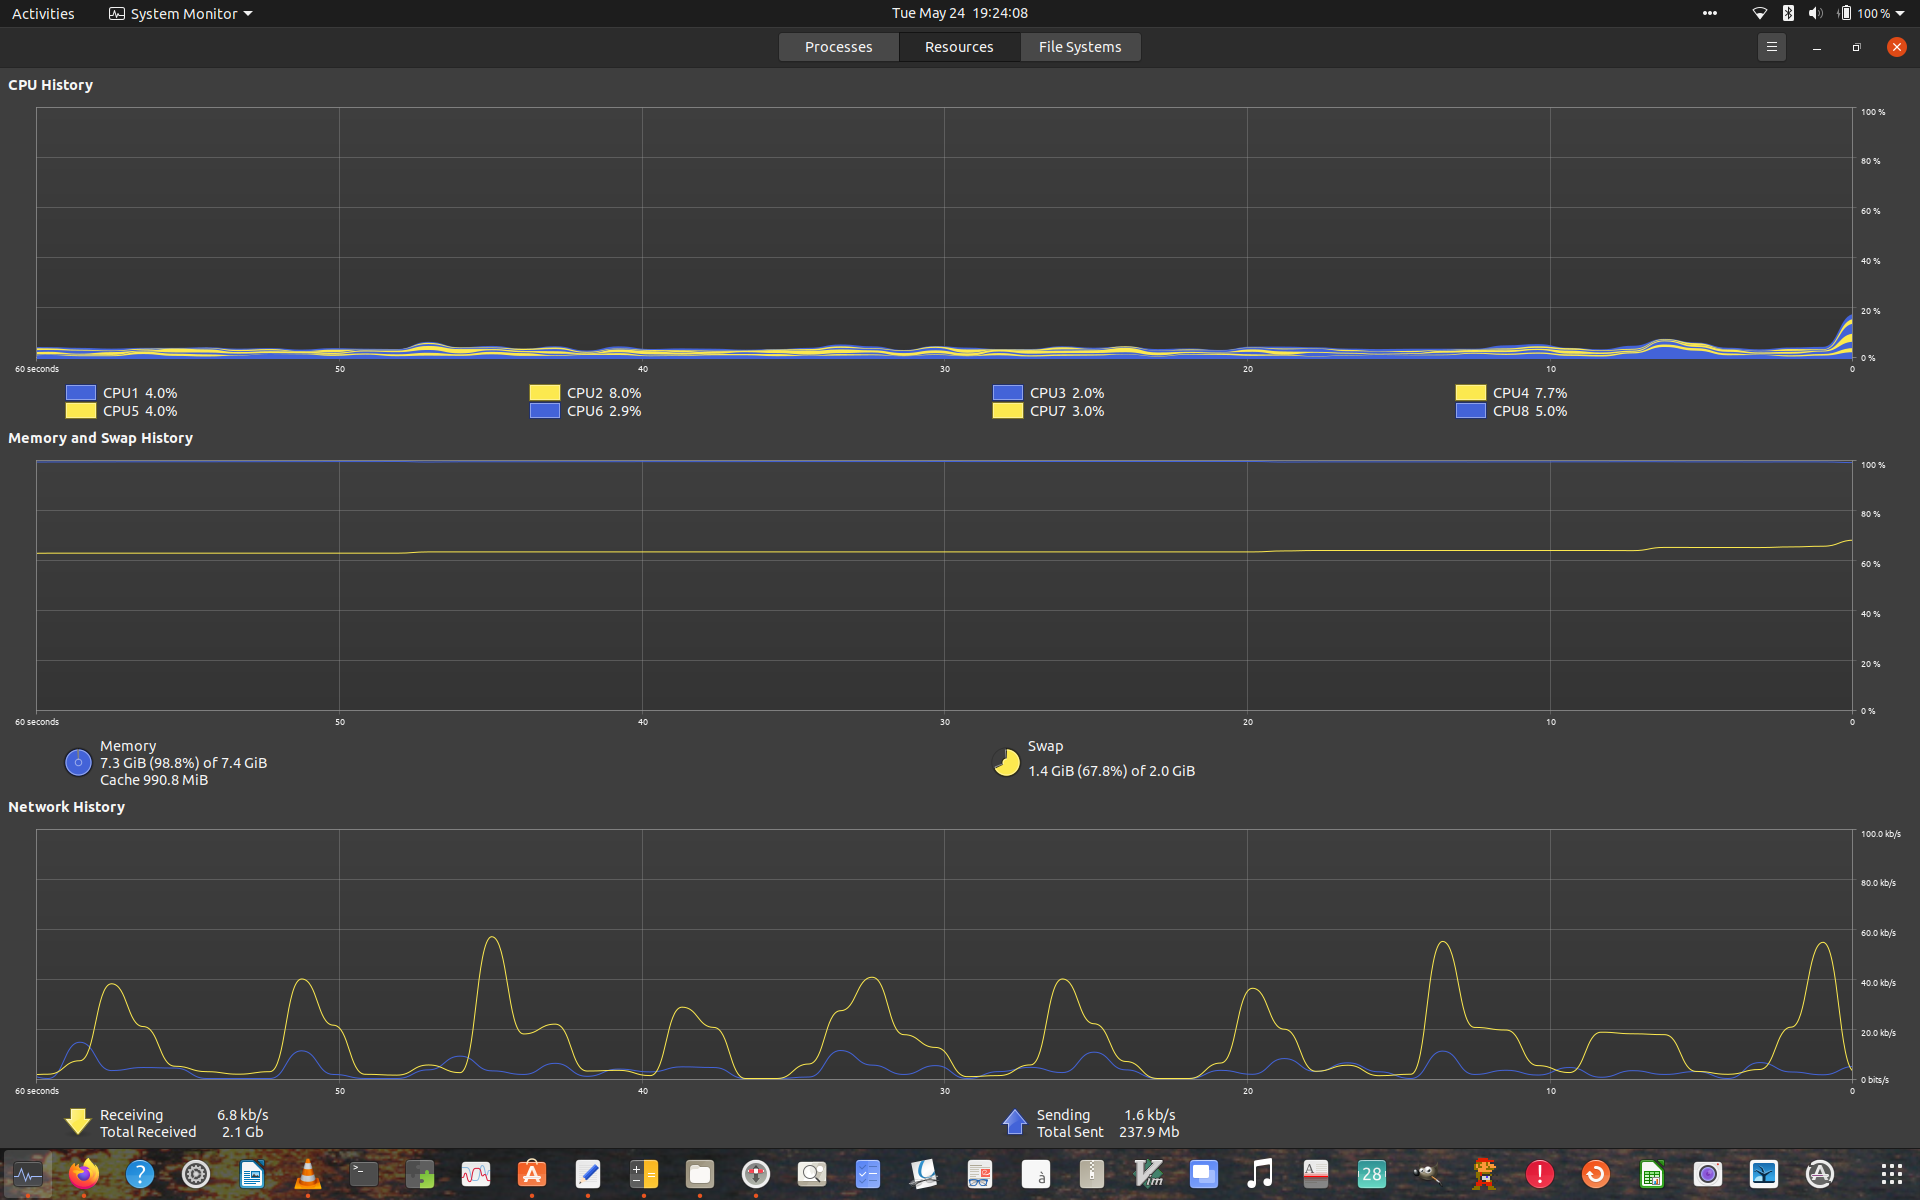 Activities System Monitor Tue May 24 19:24:08 100 %
Processes Resources File Systems
CPU History
100 %
80 %
60 %
40 %
20 %
0 %
60 seconds 50 40 30 20 10 0
CPU1 4.0% CPU2 8.0% CPU3 2.0% CPU4 7.7%
CPU5 4.0% CPU6 2.9% CPU7 3.0% CPU8 5.0%
Memory and Swap History
100 %
80 %
60 %
40 %
20 %
0 %
60 seconds 50 40 30 20 10 0
Memory Swap
7.3 GiB (98.8%) of 7.4 GiB 1.4 GiB (67.8%) of 2.0 GiB
Cache 990.8 MiB
Network History
100.0 kb/s
80.0 kb/s
60.0 kb/s
40.0 kb/s
20.0 kb/s
0 bits/s
60 seconds 50 40 30 20 10 0
Receiving 6.8 kb/s Sending 1.6 kb/s
Total Received 2.1 Gb Total Sent 237.9 Mb
? >_ à Vim A 28 !